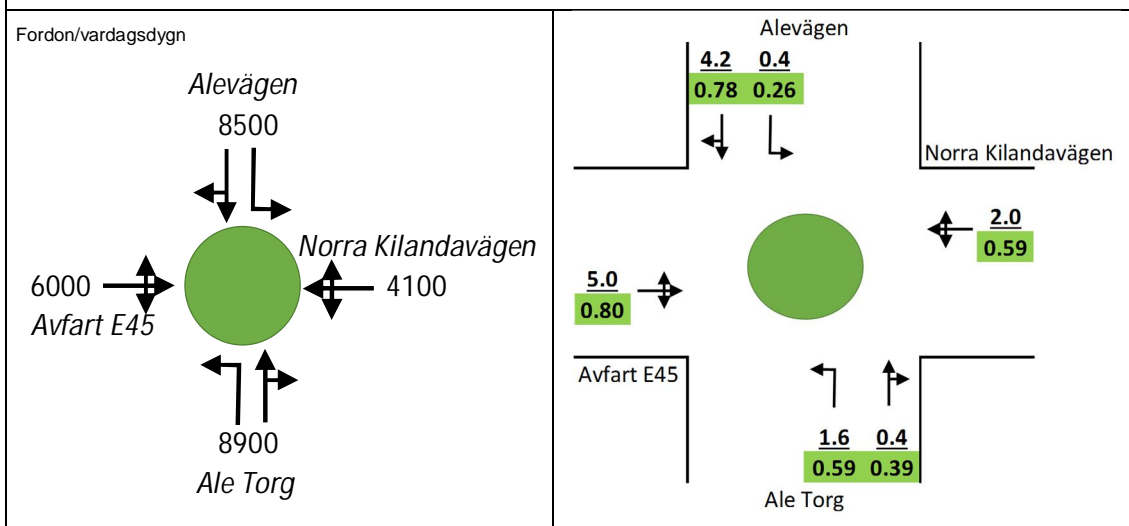 Fordon/vardagsdygn
Alevägen
8500
Norra Kilandavägen
6000
4100
Avfart E45
8900
Ale Torg
Alevägen
4.2 0.4
0.78 0.26
Norra Kilandavägen
2.0
0.59
5.0
0.80
Avfart E45
1.6 0.4
0.59 0.39
Ale Torg